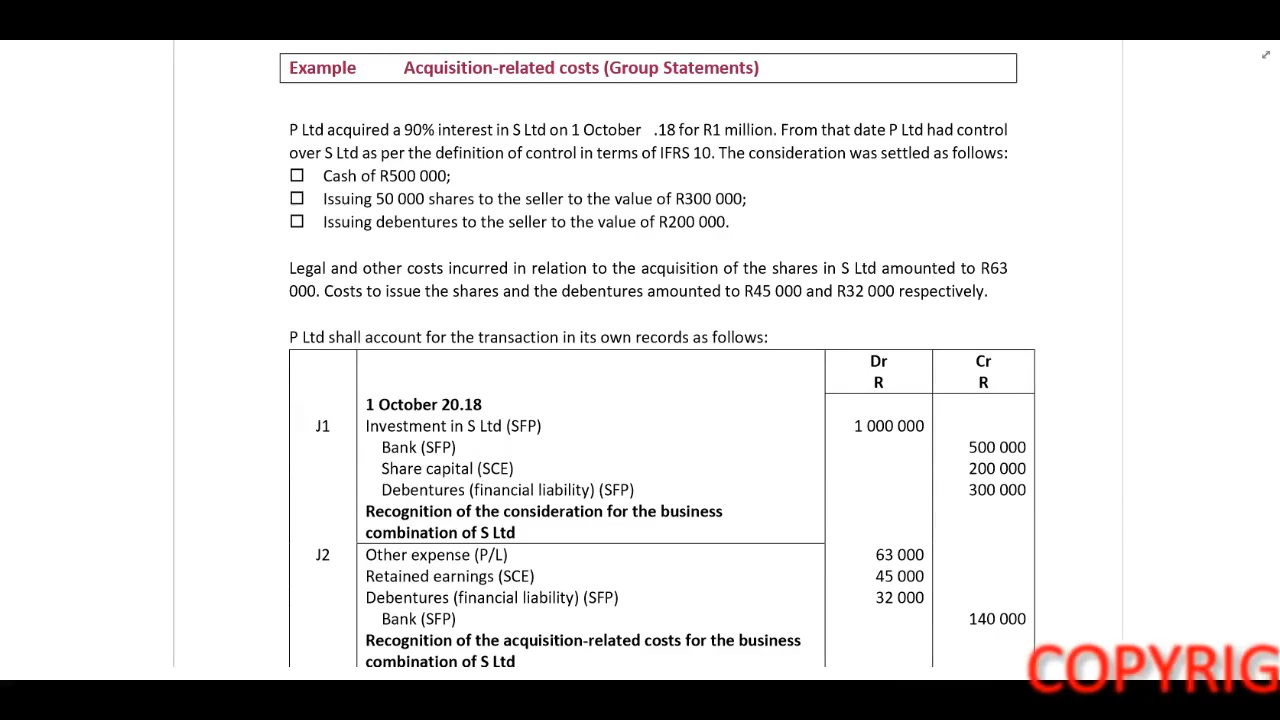 Example Acquisition-related costs (Group Statements)
P Ltd acquired a 90% interest in S Ltd on 1 October .18 for R1 million. From that date P Ltd had control
over S Ltd as per the definition of control in terms of IFRS 10. The consideration was settled as follows:
☐ Cash of R500 000;
☐ Issuing 50 000 shares to the seller to the value of R300 000;
☐ Issuing debentures to the seller to the value of R200 000.
Legal and other costs incurred in relation to the acquisition of the shares in S Ltd amounted to R63
000. Costs to issue the shares and the debentures amounted to R45 000 and R32 000 respectively.
P Ltd shall account for the transaction in its own records as follows:
Dr Cr
R R
1 October 20.18
J1 Investment in S Ltd (SFP) 1 000 000
Bank (SFP) 500 000
Share capital (SCE) 200 000
Debentures (financial liability) (SFP) 300 000
Recognition of the consideration for the business
combination of S Ltd
J2 Other expense (P/L) 63 000
Retained earnings (SCE) 45 000
Debentures (financial liability) (SFP) 32 000
Bank (SFP) 140 000
Recognition of the acquisition-related costs for the business
combination of S Ltd
COPYRIG